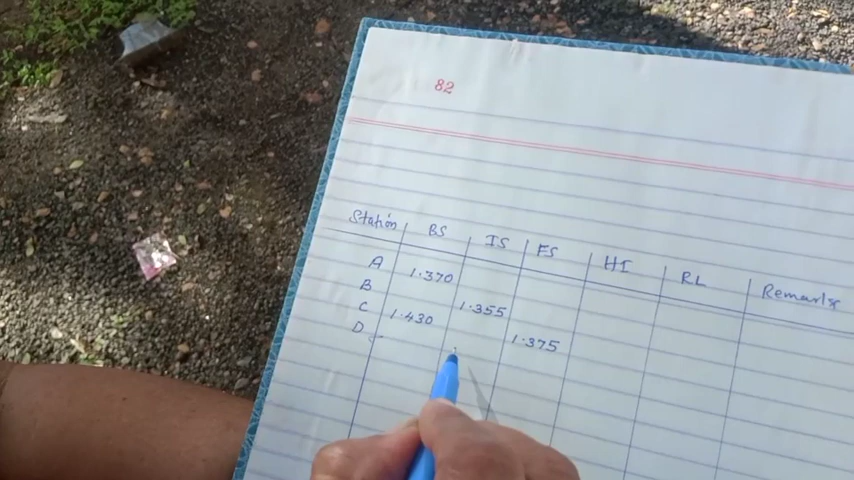 82
Station BS IS FS HI RL Remarks
A 1.370
B 1.355
C 1.430 1.375
D